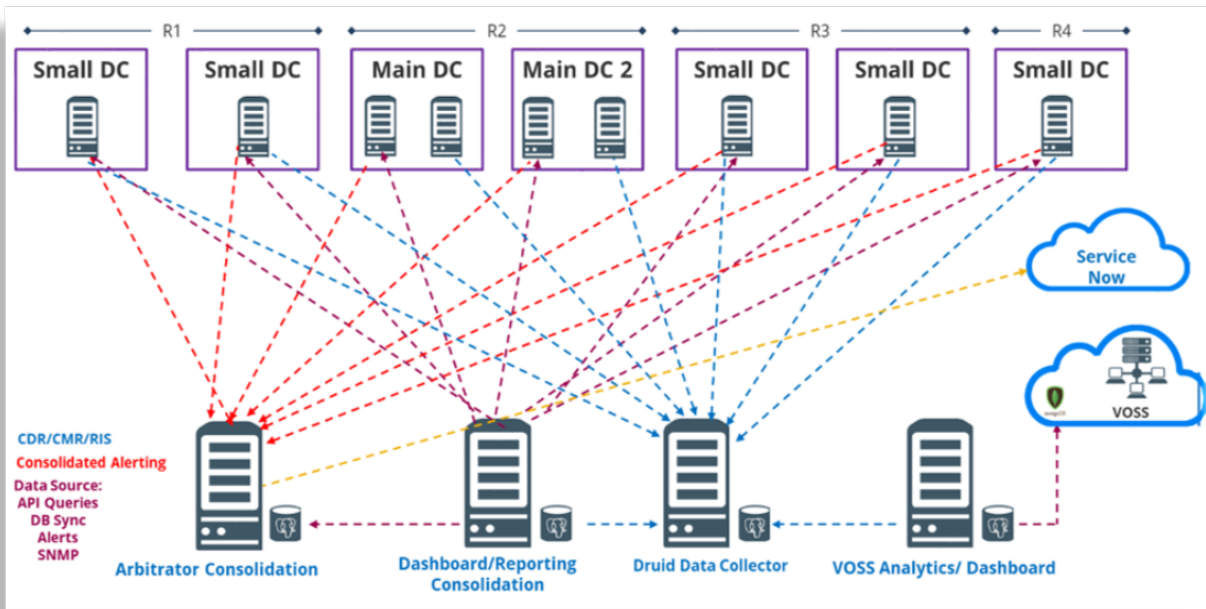 R1
R2
R3
R4
Small DC
Small DC
Main DC
Main DC 2
Small DC
Small DC
Small DC
Service
Now
VOSS
CDR/CMR/RIS
Consolidated Alerting
Data Source:
API Queries
DB Sync
Alerts
SNMP
Arbitrator Consolidation
Dashboard/Reporting
Consolidation
Druid Data Collector
VOSS Analytics/ Dashboard